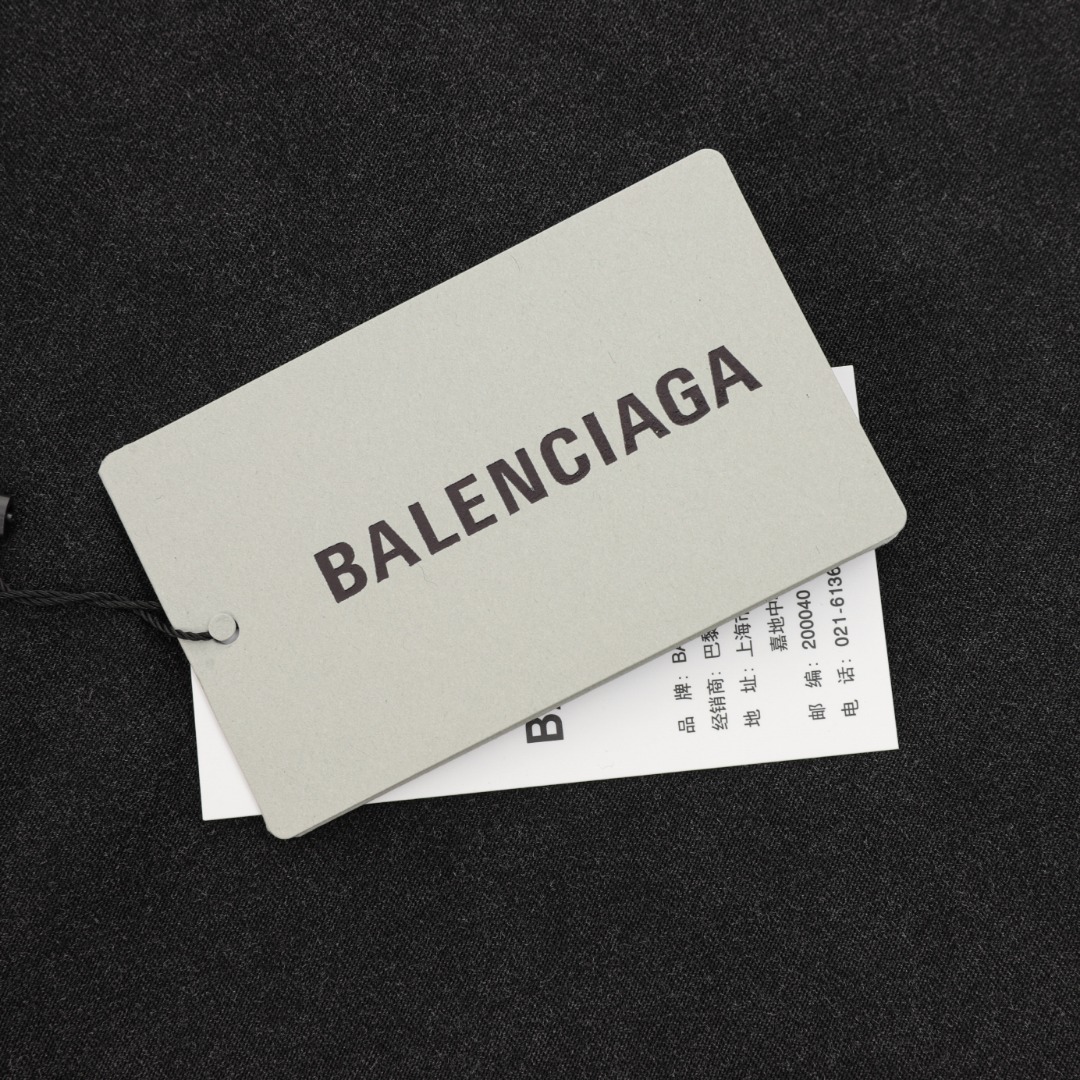 BALENCIAGA
B
品 牌: BA
经销商: 巴黎
地 址: 上海市
嘉地中
邮 编: 200040
电 话: 021-6136